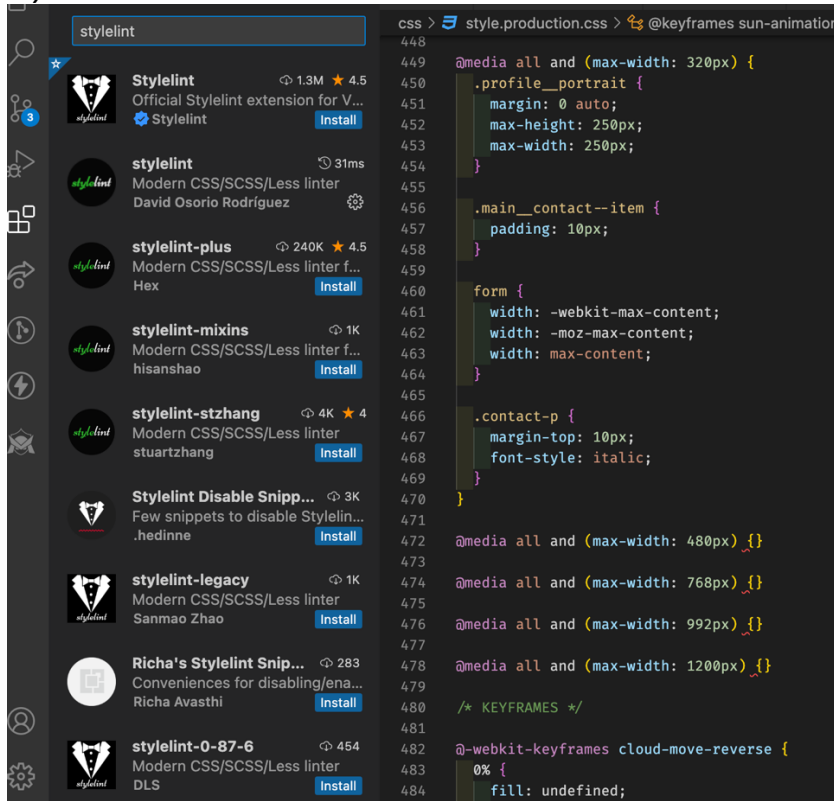 stylelint
Stylelint 1.3M ★ 4.5
Official Stylelint extension for V...
Stylelint Install
stylelint 31ms
Modern CSS/SCSS/Less linter
David Osorio Rodríguez
stylelint-plus 240K ★ 4.5
Modern CSS/SCSS/Less linter f...
Hex Install
stylelint-mixins 1K
Modern CSS/SCSS/Less linter f...
hisanshao Install
stylelint-stzhang 4K ★ 4
Modern CSS/SCSS/Less linter
stuartzhang Install
Stylelint Disable Snipp... 3K
Few snippets to disable Stylelin...
.hedinne Install
stylelint-legacy 1K
Modern CSS/SCSS/Less linter
Sanmao Zhao Install
Richa's Stylelint Snip... 283
Conveniences for disabling/ena...
Richa Avasthi Install
stylelint-0-87-6 454
Modern CSS/SCSS/Less linter
DLS Install
3
stylelint
stylelint
stylelint
stylelint
stylelint
stylelint
stylelint
css > style.production.css > @keyframes sun-animation
448
449 @media all and (max-width: 320px) {
450 .profile__portrait {
451 margin: 0 auto;
452 max-height: 250px;
453 max-width: 250px;
454 }
455
456 .main__contact--item {
457 padding: 10px;
458 }
459
460 form {
461 width: -webkit-max-content;
462 width: -moz-max-content;
463 width: max-content;
464 }
465
466 .contact-p {
467 margin-top: 10px;
468 font-style: italic;
469 }
470 }
471
472 @media all and (max-width: 480px) {}
473
474 @media all and (max-width: 768px) {}
475
476 @media all and (max-width: 992px) {}
477
478 @media all and (max-width: 1200px) {}
479
480 /* KEYFRAMES */
481
482 @-webkit-keyframes cloud-move-reverse {
483 0% {
484 fill: undefined;